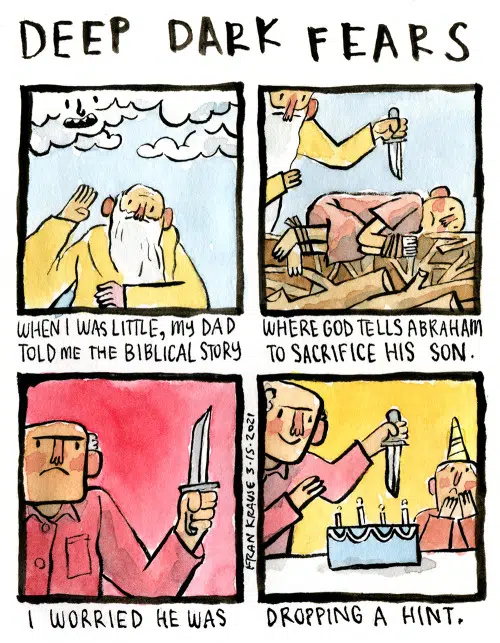 DEEP DARK FEARS
WHEN I WAS LITTLE, MY DAD
TOLD ME THE BIBLICAL STORY
WHERE GOD TELLS ABRAHAM
TO SACRIFICE HIS SON.
I WORRIED HE WAS
FRAN KRAUSE 3-15-2021
DROPPING A HINT.